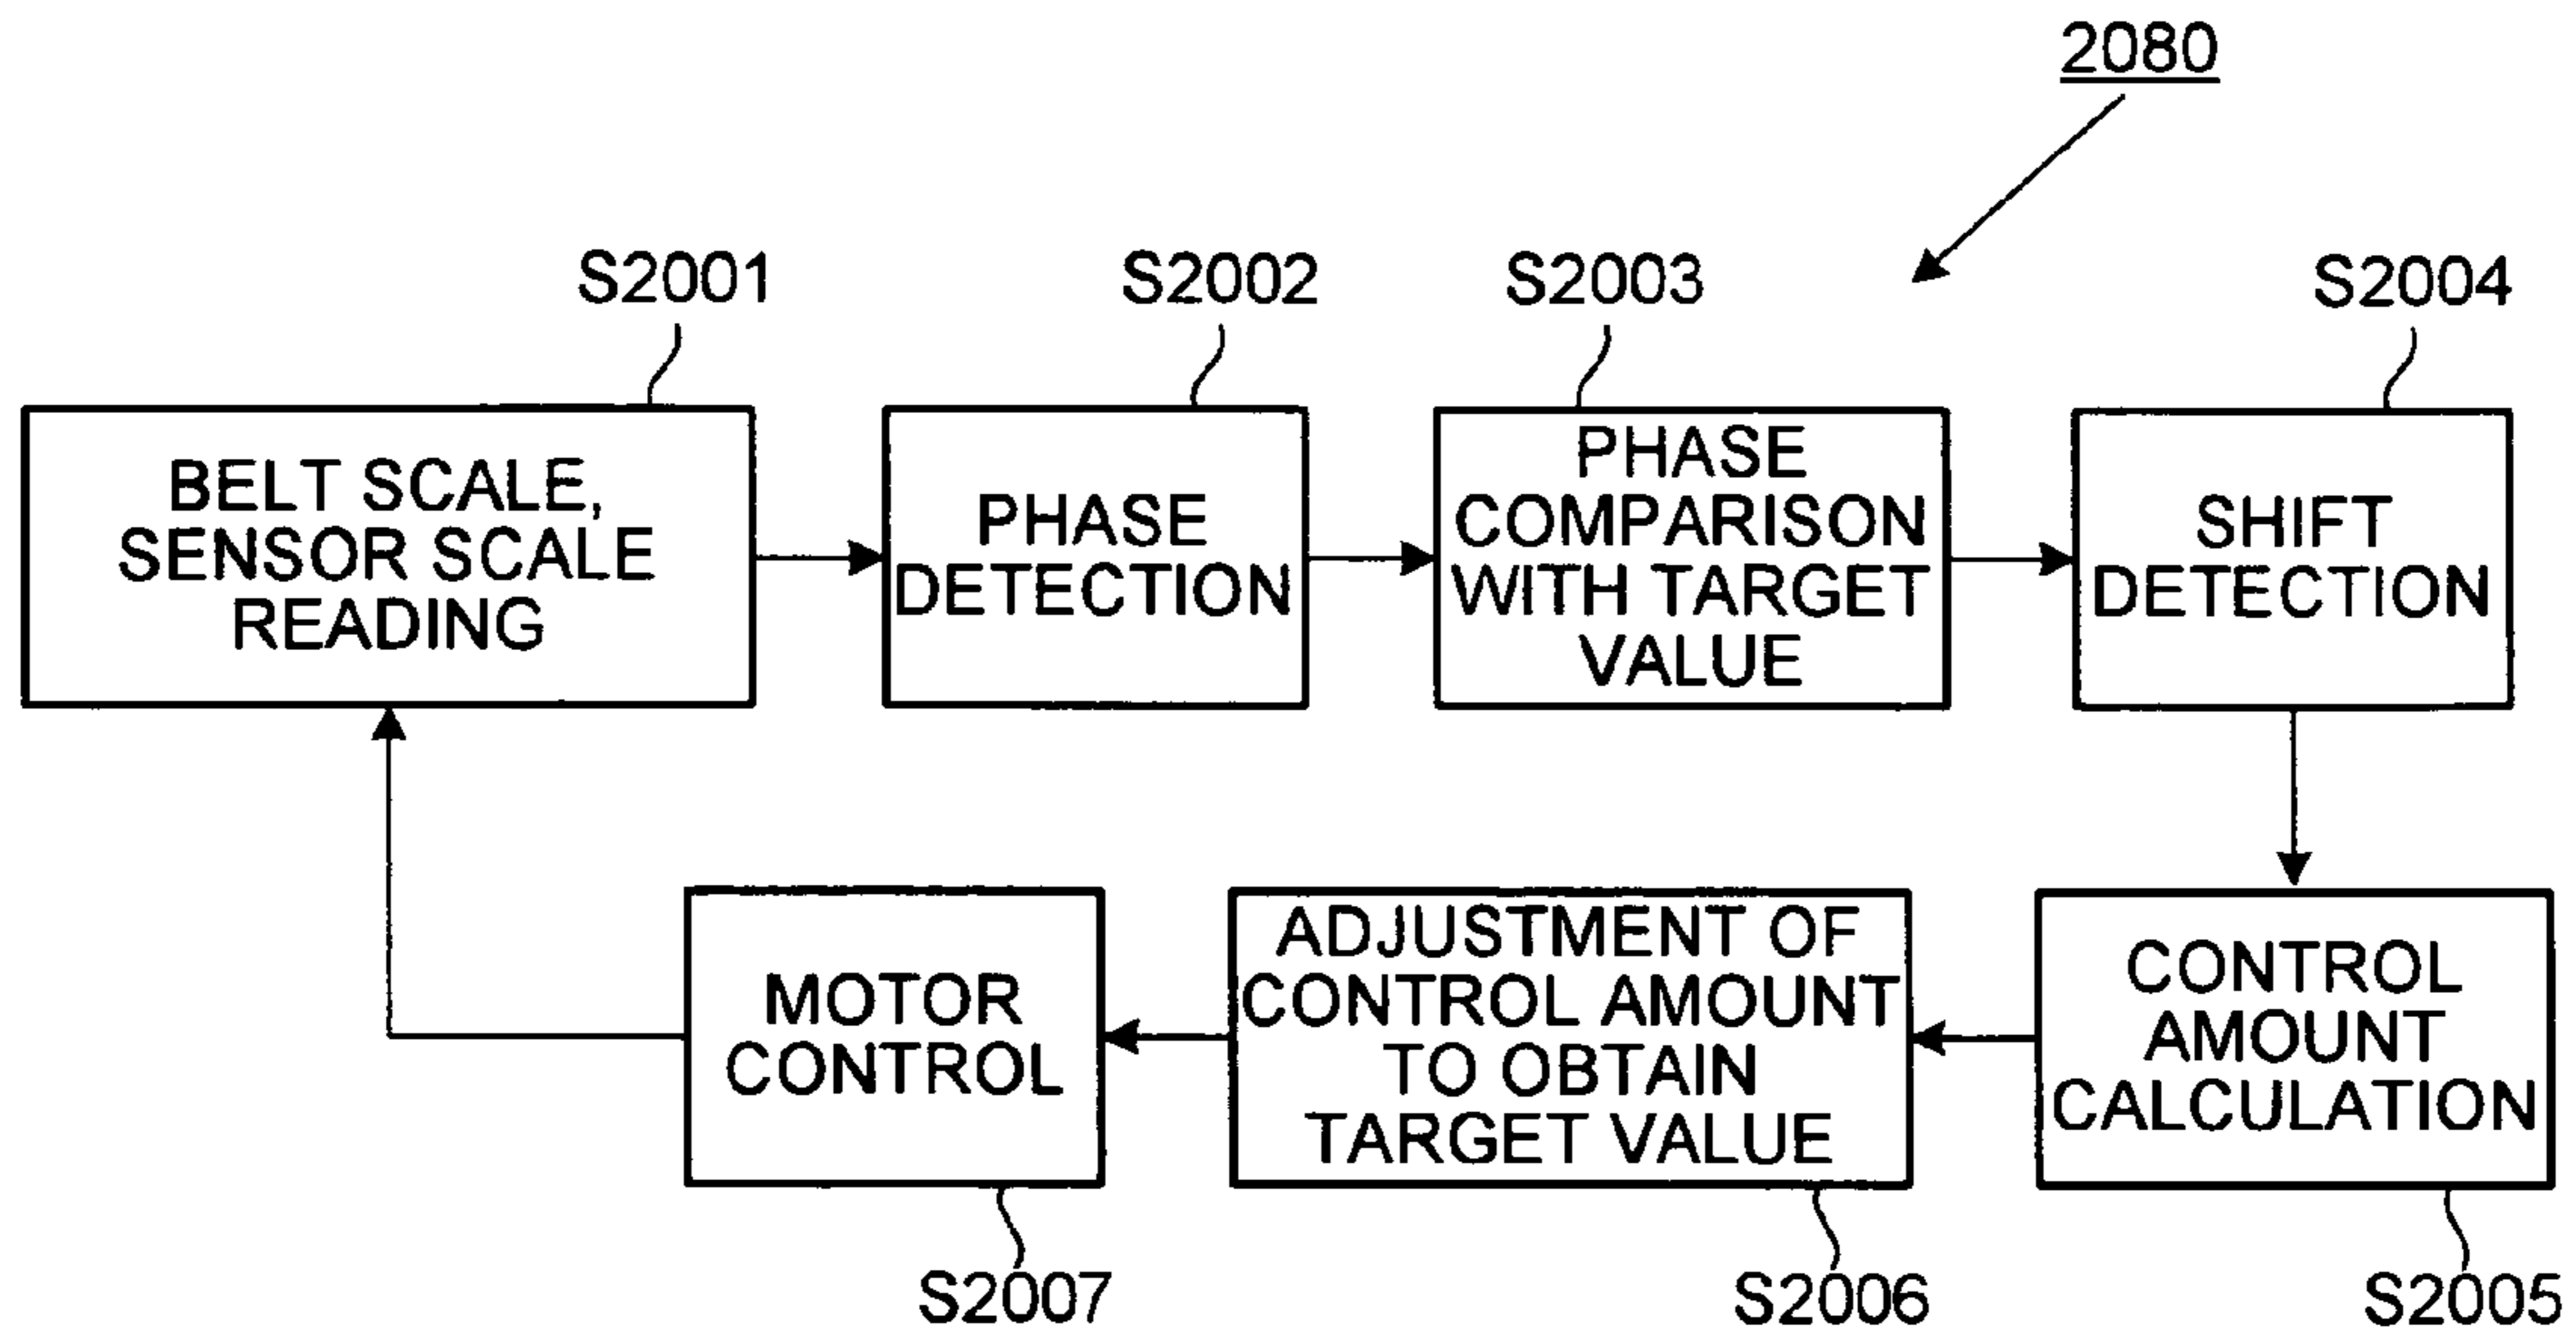 2080
S2001
S2002
S2003
S2004
BELT SCALE,
SENSOR SCALE
READING
PHASE
DETECTION
PHASE
COMPARISON
WITH TARGET
VALUE
SHIFT
DETECTION
MOTOR
CONTROL
ADJUSTMENT OF
CONTROL AMOUNT
TO OBTAIN
TARGET VALUE
CONTROL
AMOUNT
CALCULATION
S2007
S2006
S2005